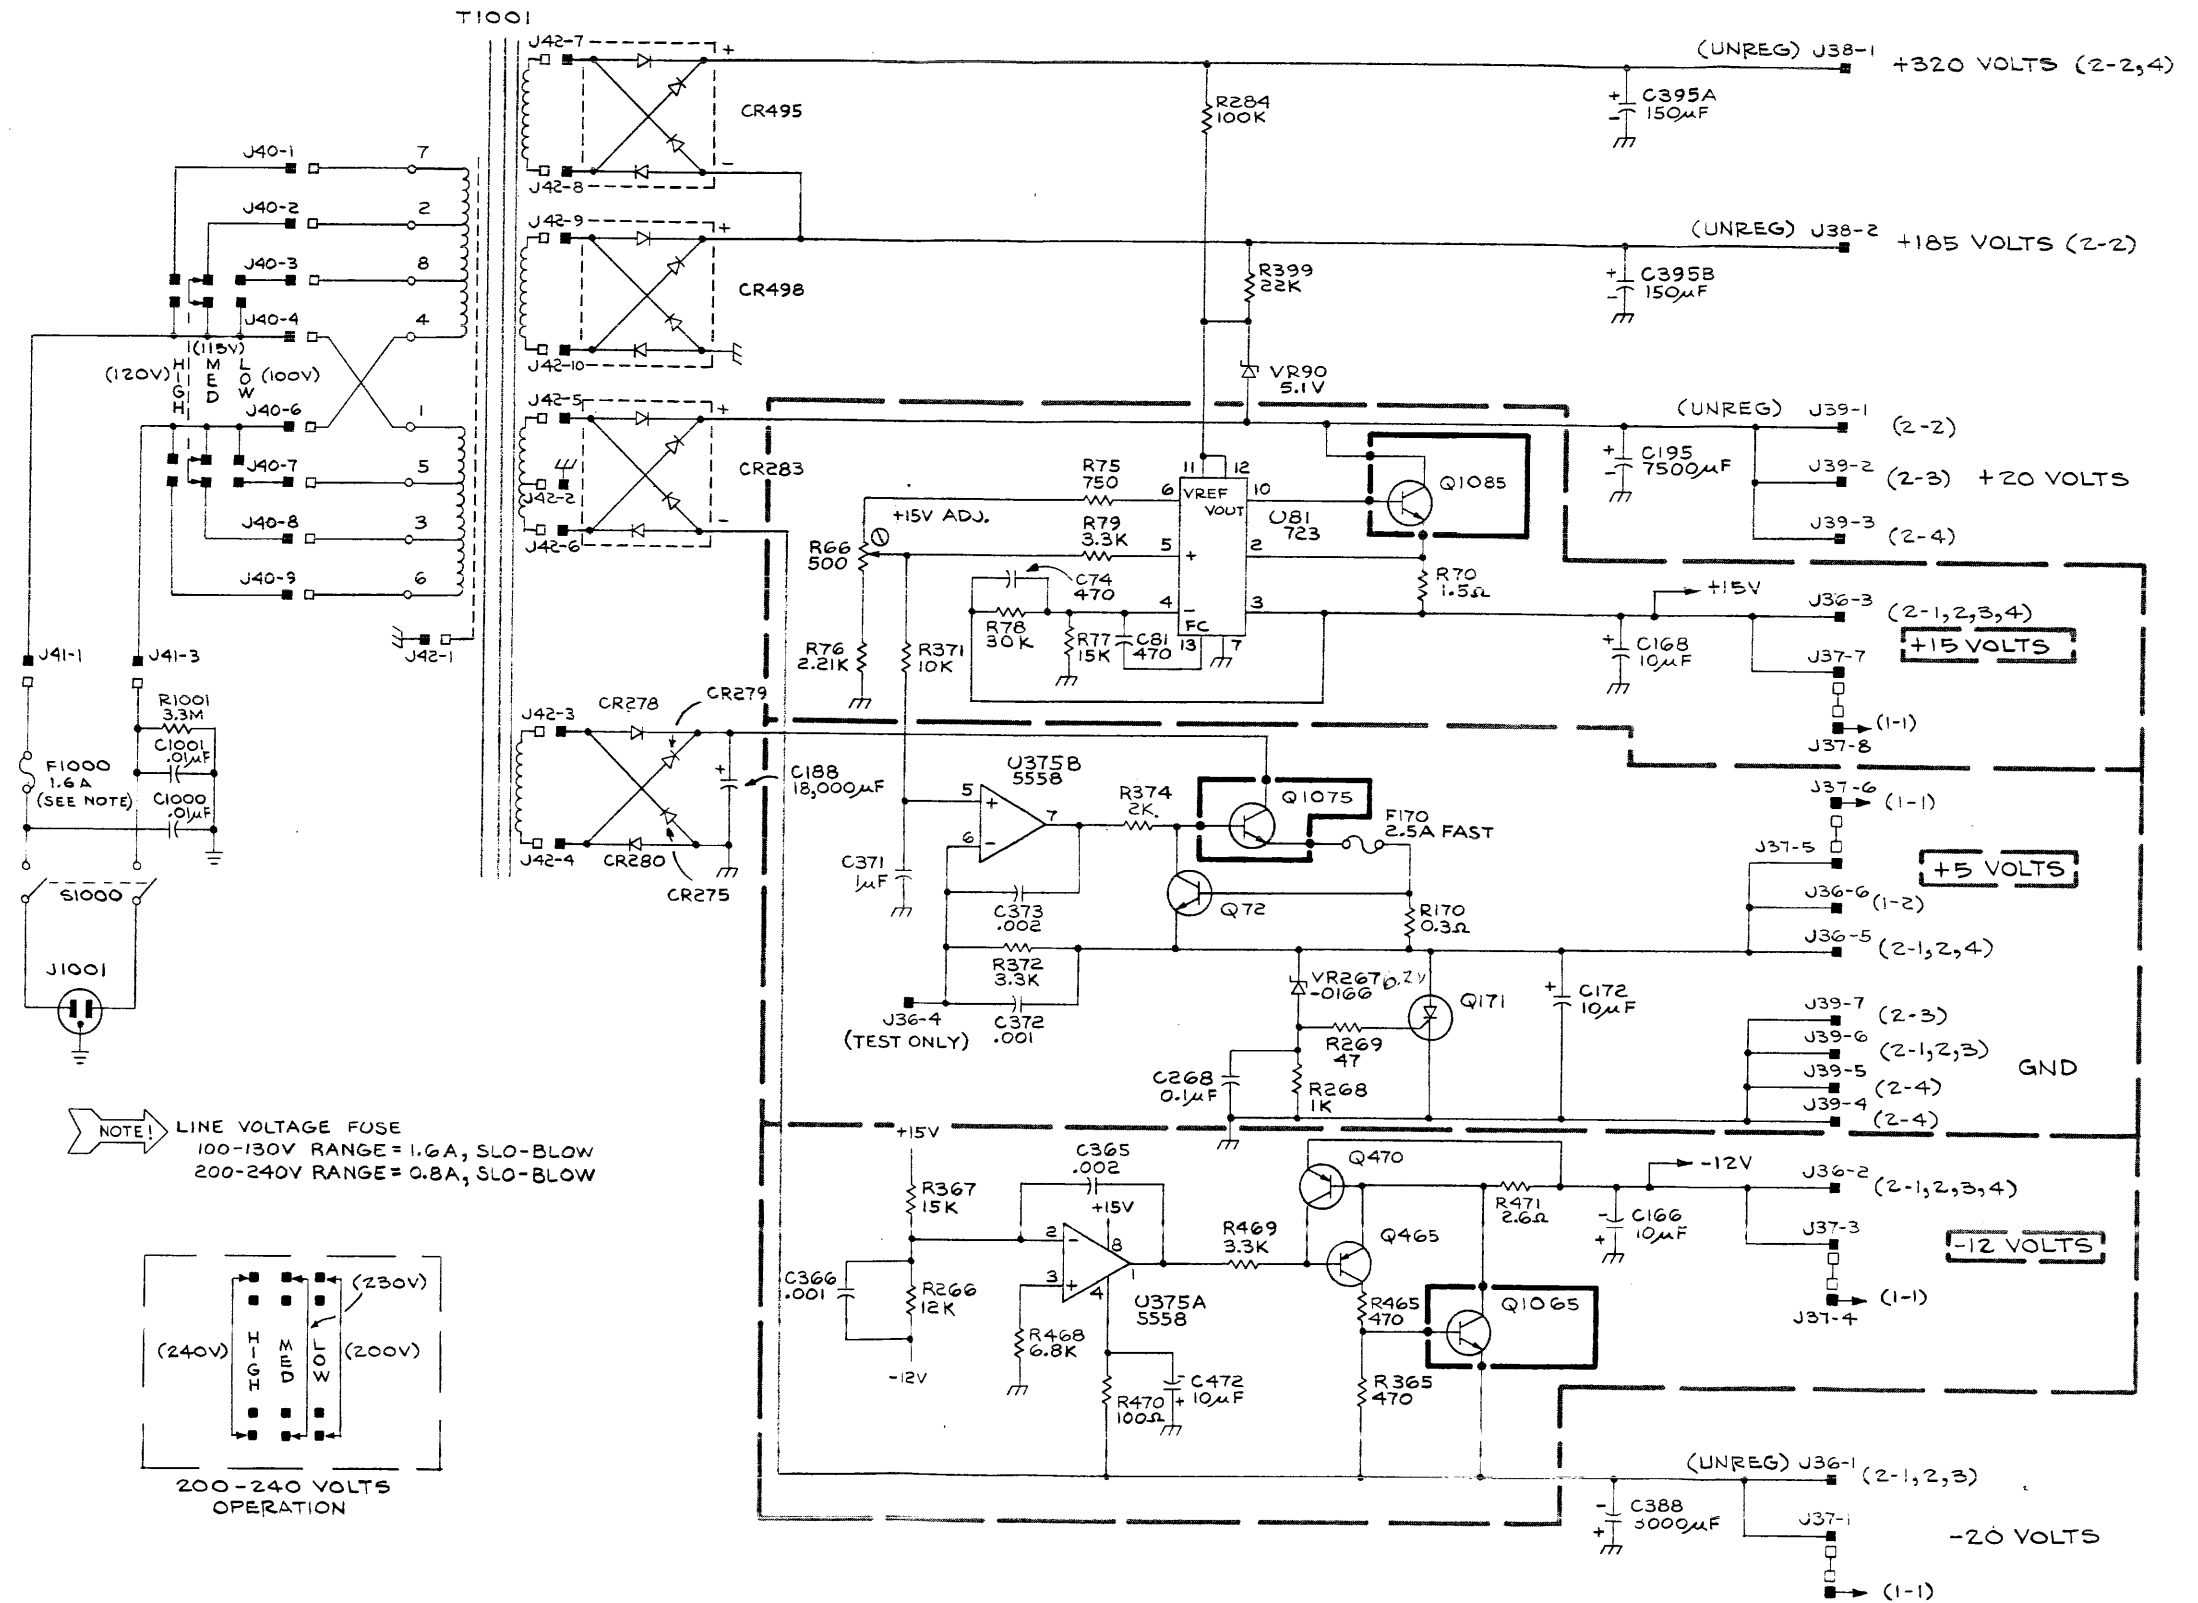 T1001
J42-7
+
(UNREG) J38-1
+320 VOLTS (2-2,4)
CR495
R284
100K
+
C395A
-
150µF
J40-1
7
-
J42-8
J40-2
2
J42-9
+
(UNREG) J38-2
+185 VOLTS (2-2)
J40-3
8
R399
22K
+
C395B
-
150µF
CR498
J40-4
4
(115V)
(120V)
HIGH
MED
LOW
(100V)
J42-10
VR90
5.1V
J40-6
1
J42-5
+
(UNREG)
J39-1
(2-2)
CR283
J40-7
5
J42-2
11
12
R75
750
6
VREF
VOUT
10
Q1085
+
C195
-
7500µF
J39-2
(2-3)
+20 VOLTS
+15V ADJ.
U81
723
J40-8
3
J42-6
-
R66
500
R79
3.3K
5
+
2
J39-3
(2-4)
J40-9
6
C74
470
R70
1.5Ω
+15V
J36-3
(2-1,2,3,4)
4
-
3
FC
R78
30K
R77
15K
C81
470
13
7
+
C168
10µF
+15 VOLTS
J42-1
J41-1
J41-3
R76
2.21K
R371
10K
J37-7
(1-1)
J37-8
R1001
3.3M
C1001
.01µF
J42-3
CR278
CR279
F1000
1.6A
(SEE NOTE)
C1000
.01µF
+
C188
18,000µF
U375B
5558
5
+
6
-
7
R374
2K
Q1075
F170
2.5A FAST
J37-6
(1-1)
J42-4
CR280
CR275
C371
1µF
J37-5
+5 VOLTS
S1000
C373
.002
Q72
R170
0.3Ω
J36-6
(1-2)
J36-5
(2-1,2,4)
J1001
R372
3.3K
VR267 6.2V
-0166
Q171
+
C172
10µF
J36-4
(TEST ONLY)
C372
.001
R269
47
J39-7
(2-3)
J39-6
(2-1,2,3)
GND
C268
0.1µF
R268
1K
J39-5
(2-4)
J39-4
(2-4)
NOTE!
LINE VOLTAGE FUSE
100-130V RANGE = 1.6A, SLO-BLOW
200-240V RANGE = 0.8A, SLO-BLOW
+15V
C365
.002
Q470
-12V
J36-2
(2-1,2,3,4)
R367
15K
+15V
2
-
8
R469
3.3K
Q465
R471
2.6Ω
-
C166
+
10µF
J37-3
-12 VOLTS
3
+
4
1
C366
.001
R266
12K
U375A
5558
R465
470
Q1065
(1-1)
J37-4
(230V)
(240V)
HIGH
MED
LOW
(200V)
R468
6.8K
-12V
R470
100Ω
-
C472
+
10µF
R365
470
200-240 VOLTS
OPERATION
(UNREG) J36-1
(2-1,2,3)
-
C388
+
3000µF
J37-1
-20 VOLTS
(1-1)